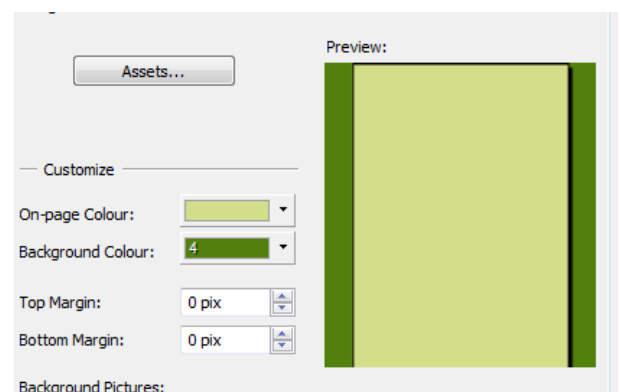 Preview:
Assets...
Customize
On-page Colour:
Background Colour: 4
Top Margin: 0 pix
Bottom Margin: 0 pix
Background Pictures: